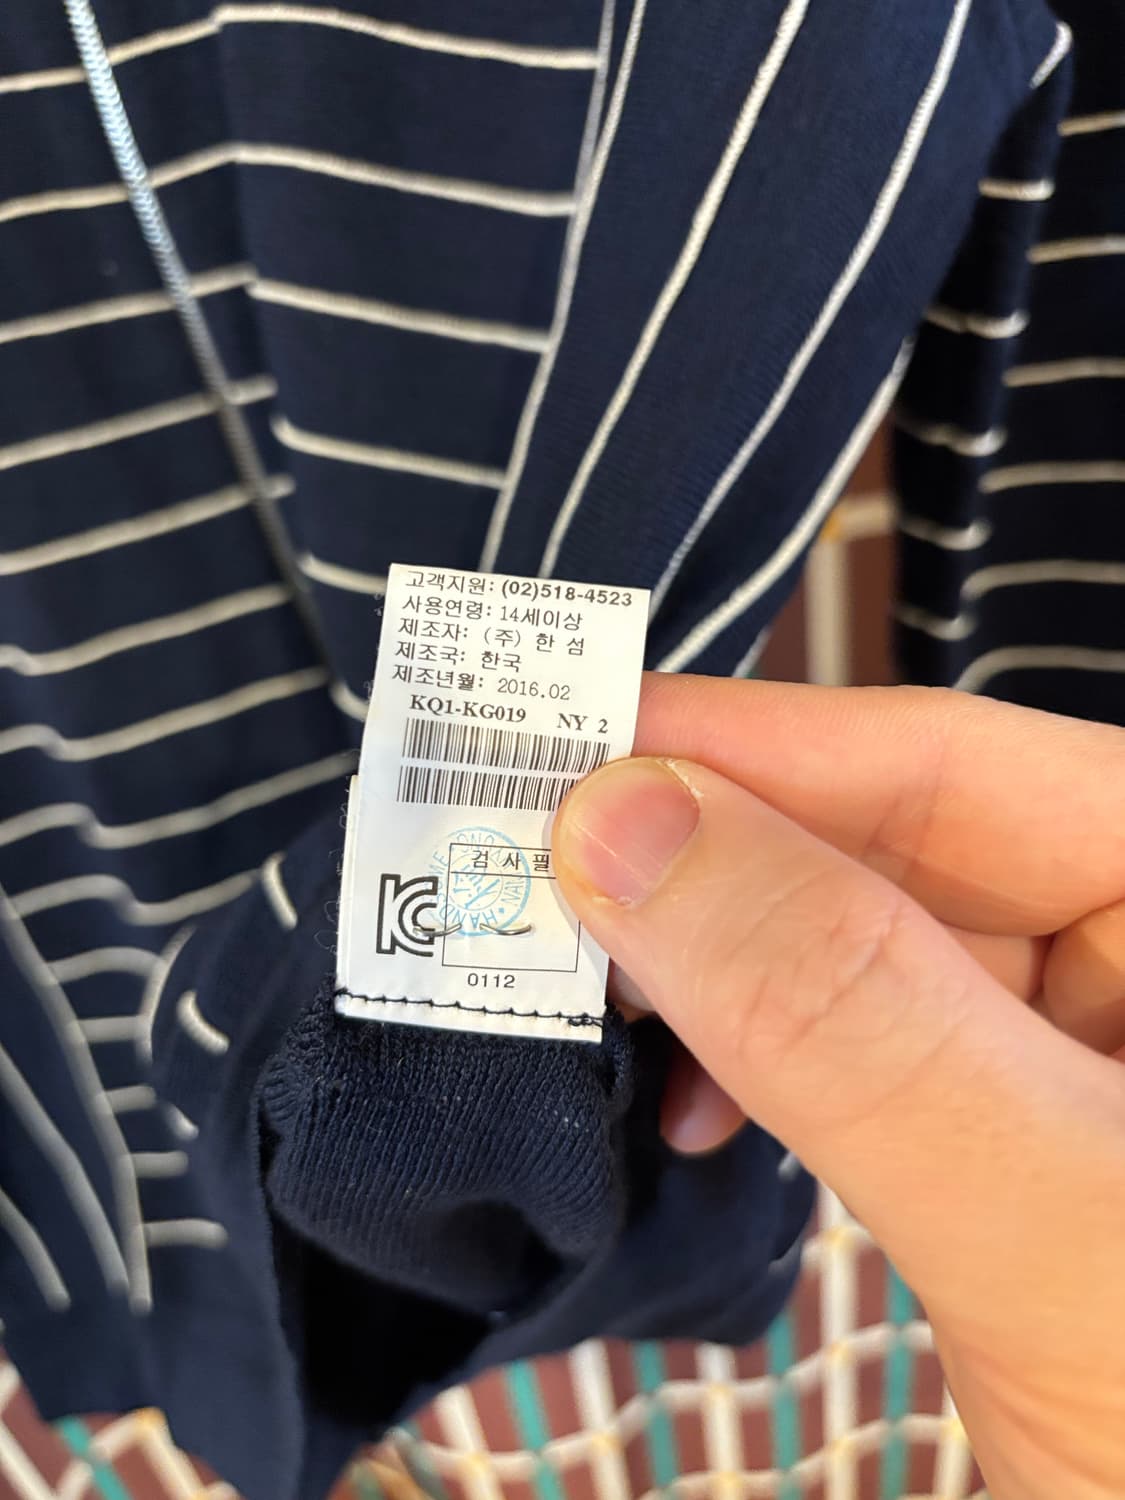 고객지원: (02)518-4523
사용연령: 14세이상
제조자: (주) 한 섬
제조국: 한국
제조년월: 2016.02
KQ1-KG019 NY 2
검 사 필
KC
0112